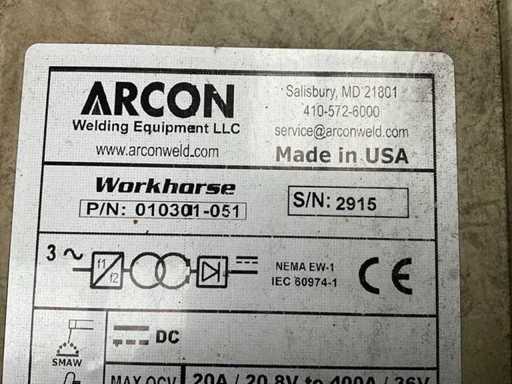 ARCON
Welding Equipment LLC
www.arconweld.com
Salisbury, MD 21801
410-572-6000
service@arconweld.com
Made in USA
Workhorse
P/N: 010301-051
S/N: 2915
3 ~
f1
f2
NEMA EW-1
IEC 60974-1
CE
DC
SMAW
MAX OCV
20A / 20.8V to 400A / 36V